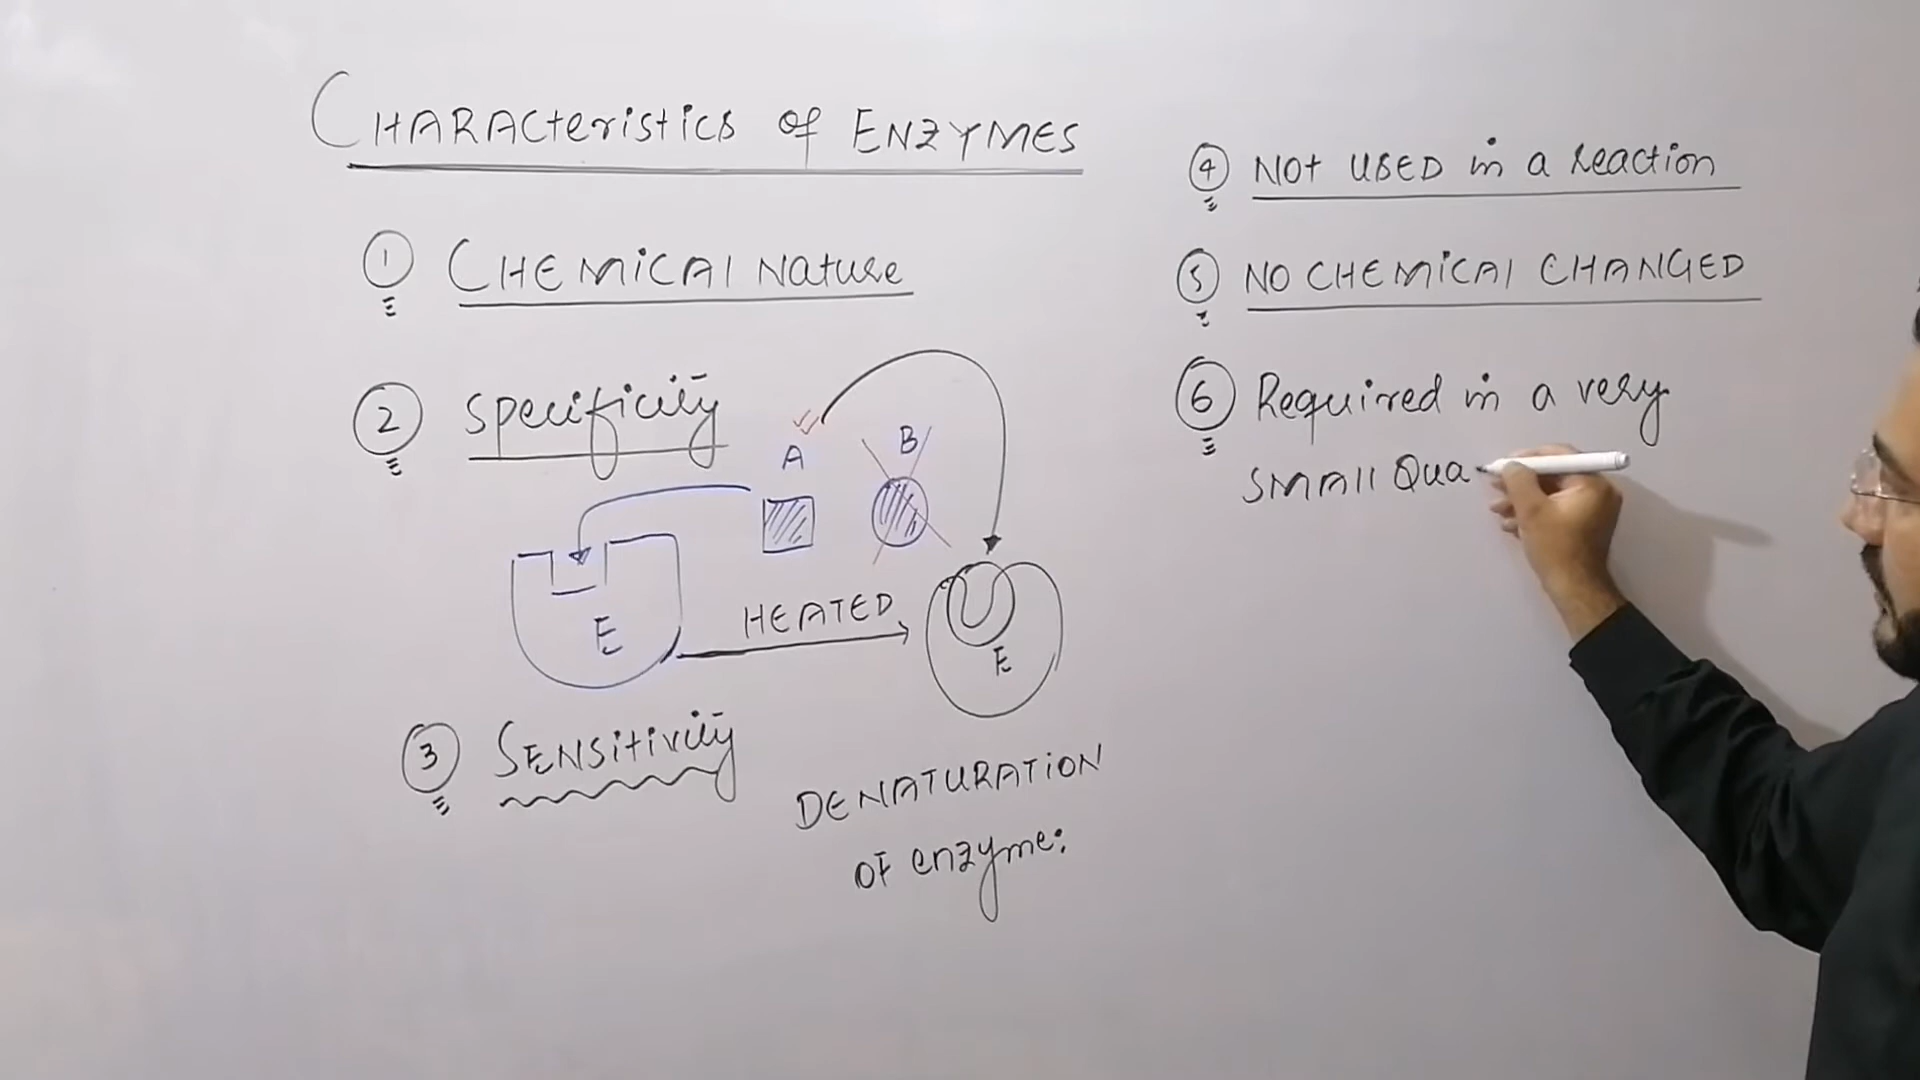 CHARACteristics of ENZYMES
① CHEMICAL Nature
② specificity
A
B
E
HEATED
E
③ SENSitivity
DENATURATION
OF enzyme:
④ NOt USED in a reaction
⑤ NO CHEMICAL CHANGED
⑥ Required in a very
SMALL Qua